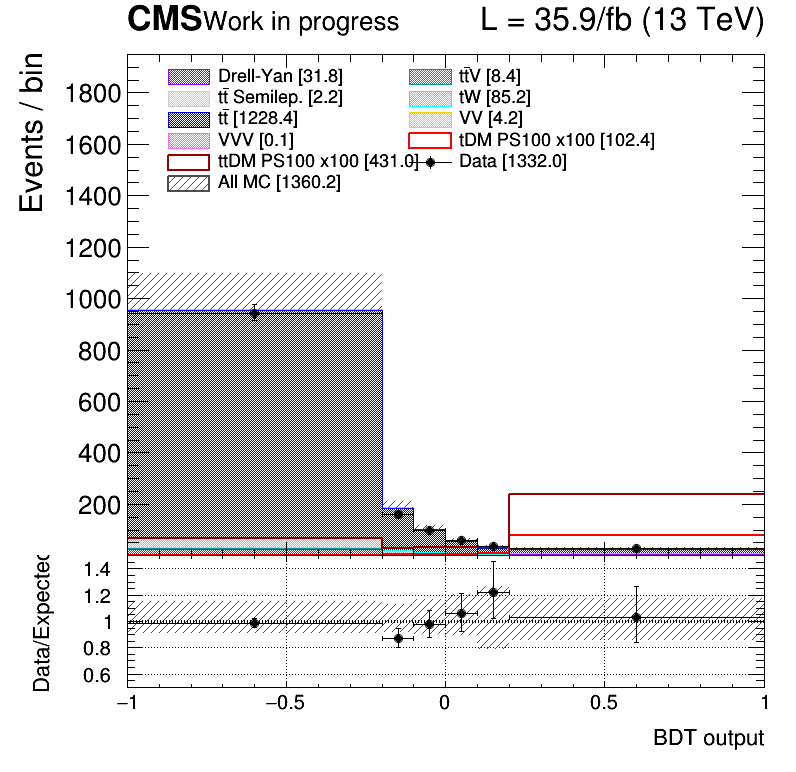 CMS Work in progress L = 35.9/fb (13 TeV)
Events / bin
1800
1600
1400
1200
1000
800
600
400
200
Drell-Yan [31.8]
tt̄V [8.4]
tt̄ Semilep. [2.2]
tW [85.2]
tt̄ [1228.4]
VV [4.2]
VVV [0.1]
tDM PS100 x100 [102.4]
ttDM PS100 x100 [431.0]
Data [1332.0]
All MC [1360.2]
Data/Expected
1.4
1.2
1
0.8
0.6
−1 −0.5 0 0.5 1
BDT output